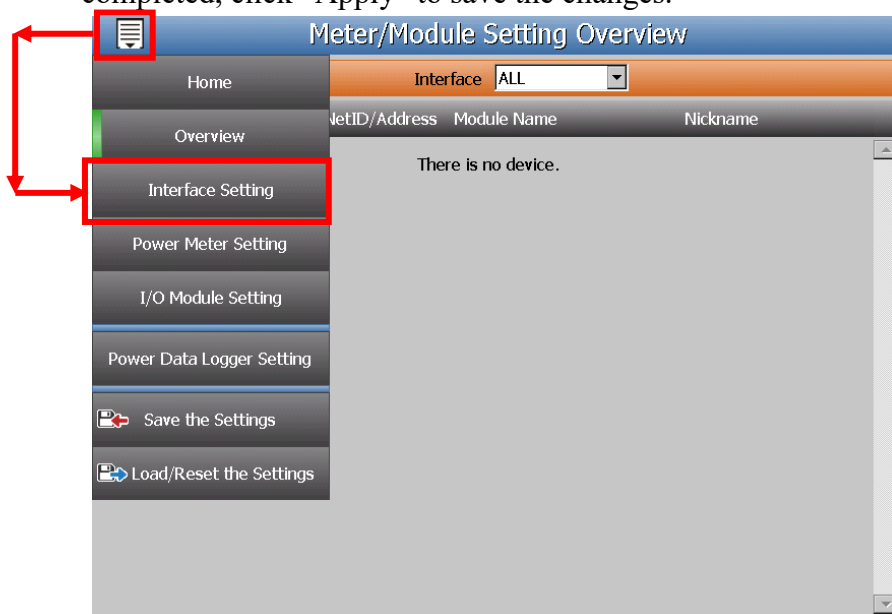 completed, click "Apply" to save the changes.
Meter/Module Setting Overview
Home
Interface ALL
NetID/Address Module Name Nickname
Overview
There is no device.
Interface Setting
Power Meter Setting
I/O Module Setting
Power Data Logger Setting
Save the Settings
Load/Reset the Settings